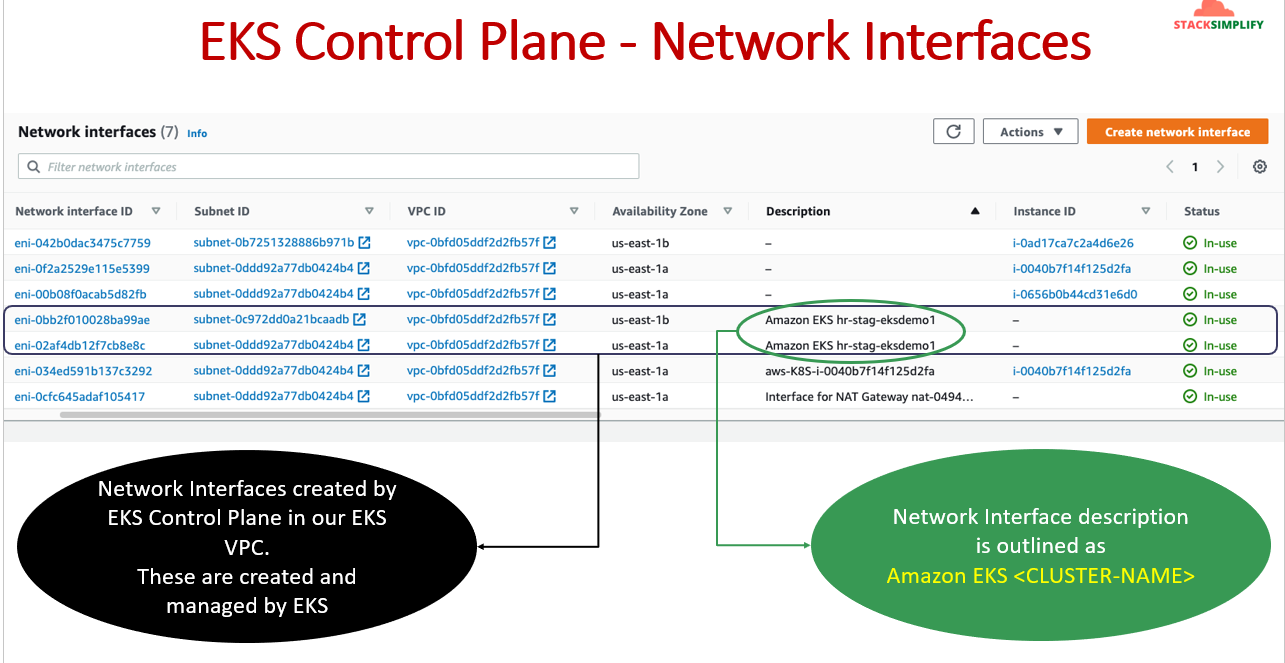 EKS Control Plane - Network Interfaces
STACKSIMPLIFY
Network interfaces (7) Info
Actions
Create network interface
Filter network interfaces
1
Network interface ID Subnet ID VPC ID Availability Zone Description Instance ID Status
eni-042b0dac3475c7759 subnet-0b7251328886b971b vpc-0bfd05ddf2d2fb57f us-east-1b – i-0ad17ca7c2a4d6e26 In-use
eni-0f2a2529e115e5399 subnet-0ddd92a77db0424b4 vpc-0bfd05ddf2d2fb57f us-east-1a – i-0040b7f14f125d2fa In-use
eni-00b08f0acab5d82fb subnet-0ddd92a77db0424b4 vpc-0bfd05ddf2d2fb57f us-east-1a – i-0656b0b44cd31e6d0 In-use
eni-0bb2f010028ba99ae subnet-0c972dd0a21bcaadb vpc-0bfd05ddf2d2fb57f us-east-1b Amazon EKS hr-stag-eksdemo1 – In-use
eni-02af4db12f7cb8e8c subnet-0ddd92a77db0424b4 vpc-0bfd05ddf2d2fb57f us-east-1a Amazon EKS hr-stag-eksdemo1 – In-use
eni-034ed591b137c3292 subnet-0ddd92a77db0424b4 vpc-0bfd05ddf2d2fb57f us-east-1a aws-K8S-i-0040b7f14f125d2fa i-0040b7f14f125d2fa In-use
eni-0cfc645adaf105417 subnet-0ddd92a77db0424b4 vpc-0bfd05ddf2d2fb57f us-east-1a Interface for NAT Gateway nat-0494... – In-use
Network Interfaces created by
EKS Control Plane in our EKS
VPC.
These are created and
managed by EKS
Network Interface description
is outlined as
Amazon EKS <CLUSTER-NAME>